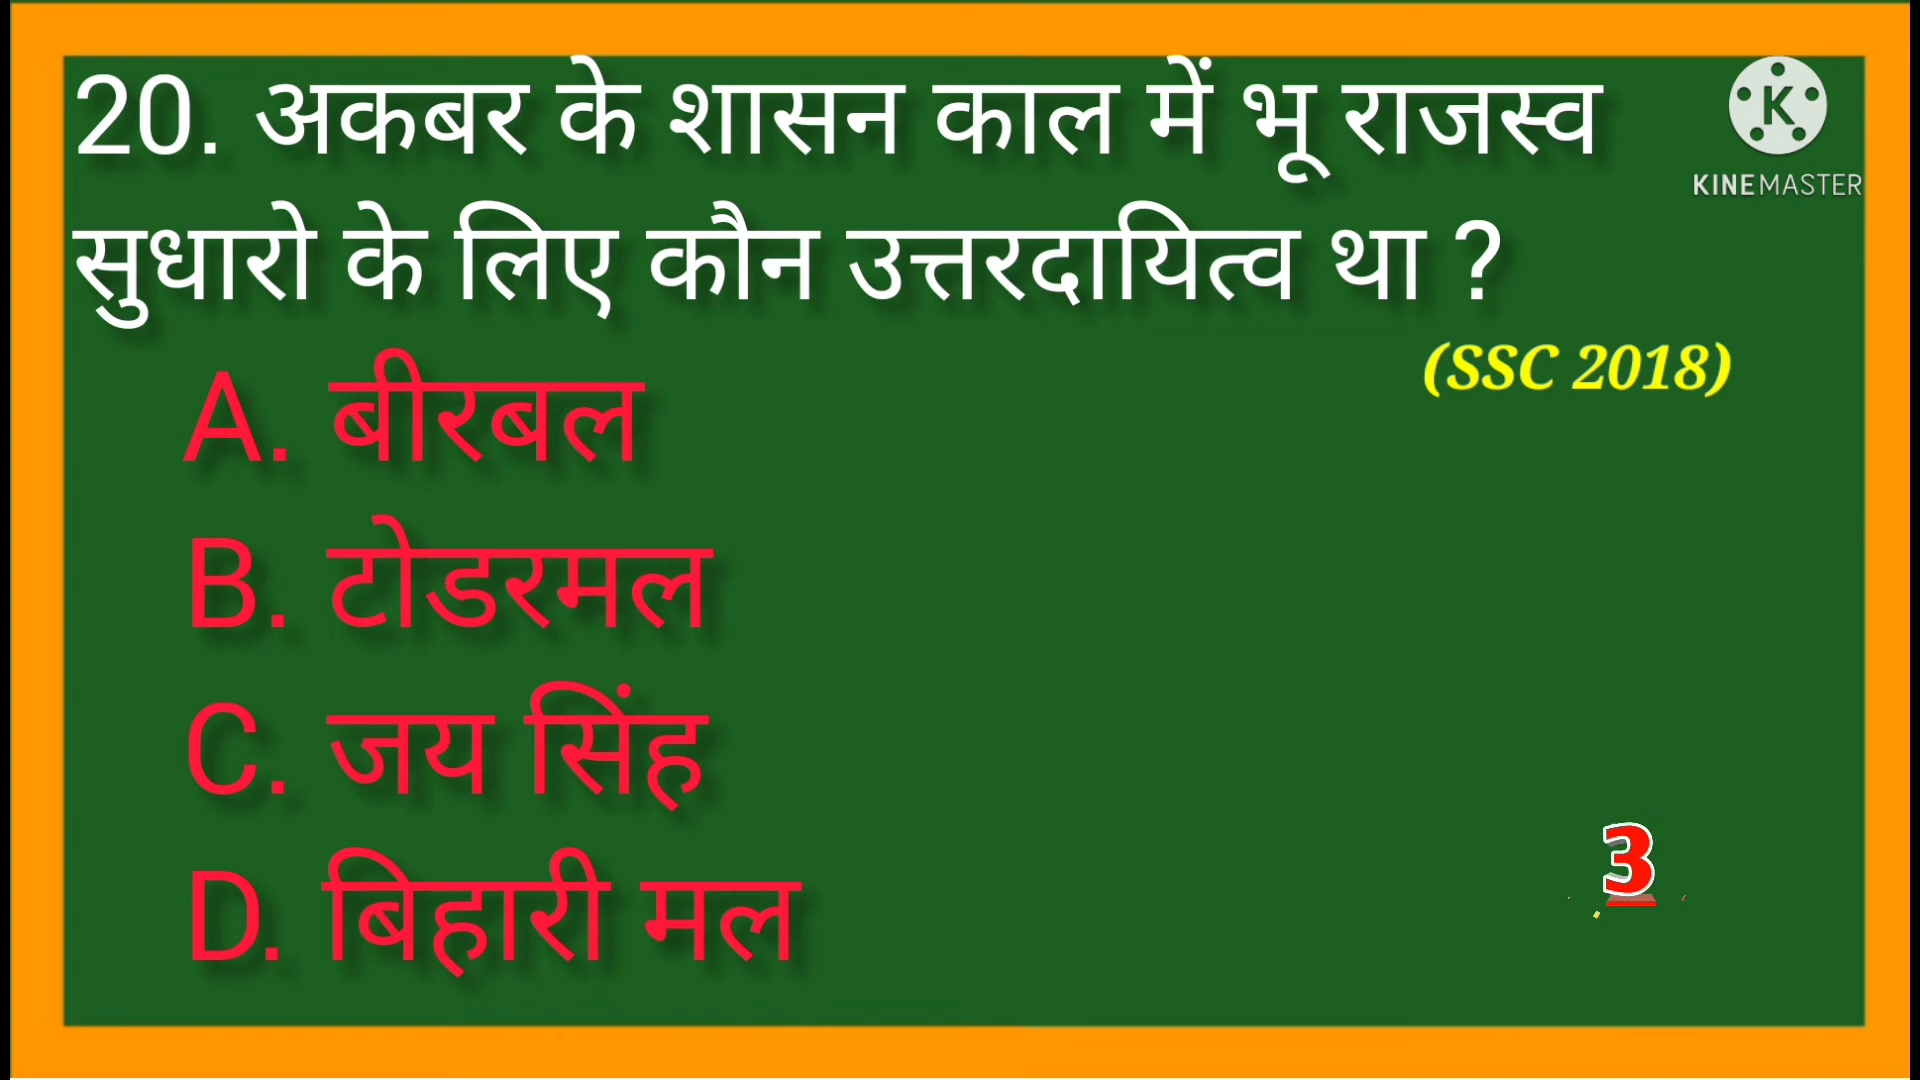 20. अकबर के शासन काल में भू राजस्व
सुधारो के लिए कौन उत्तरदायित्व था ?
(SSC 2018)
A. बीरबल
B. टोडरमल
C. जय सिंह
D. बिहारी मल
3
K
KINEMASTER